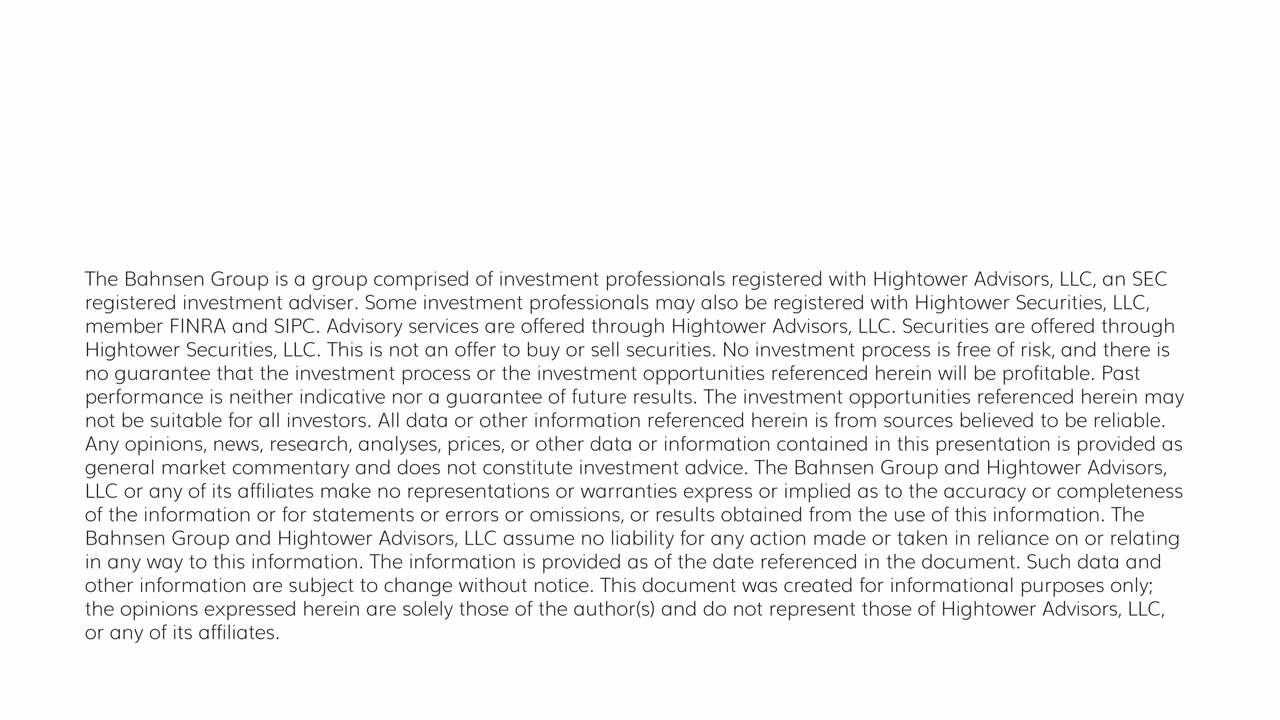 The Bahnsen Group is a group comprised of investment professionals registered with Hightower Advisors, LLC, an SEC
registered investment adviser. Some investment professionals may also be registered with Hightower Securities, LLC,
member FINRA and SIPC. Advisory services are offered through Hightower Advisors, LLC. Securities are offered through
Hightower Securities, LLC. This is not an offer to buy or sell securities. No investment process is free of risk, and there is
no guarantee that the investment process or the investment opportunities referenced herein will be profitable. Past
performance is neither indicative nor a guarantee of future results. The investment opportunities referenced herein may
not be suitable for all investors. All data or other information referenced herein is from sources believed to be reliable.
Any opinions, news, research, analyses, prices, or other data or information contained in this presentation is provided as
general market commentary and does not constitute investment advice. The Bahnsen Group and Hightower Advisors,
LLC or any of its affiliates make no representations or warranties express or implied as to the accuracy or completeness
of the information or for statements or errors or omissions, or results obtained from the use of this information. The
Bahnsen Group and Hightower Advisors, LLC assume no liability for any action made or taken in reliance on or relating
in any way to this information. The information is provided as of the date referenced in the document. Such data and
other information are subject to change without notice. This document was created for informational purposes only;
the opinions expressed herein are solely those of the author(s) and do not represent those of Hightower Advisors, LLC,
or any of its affiliates.